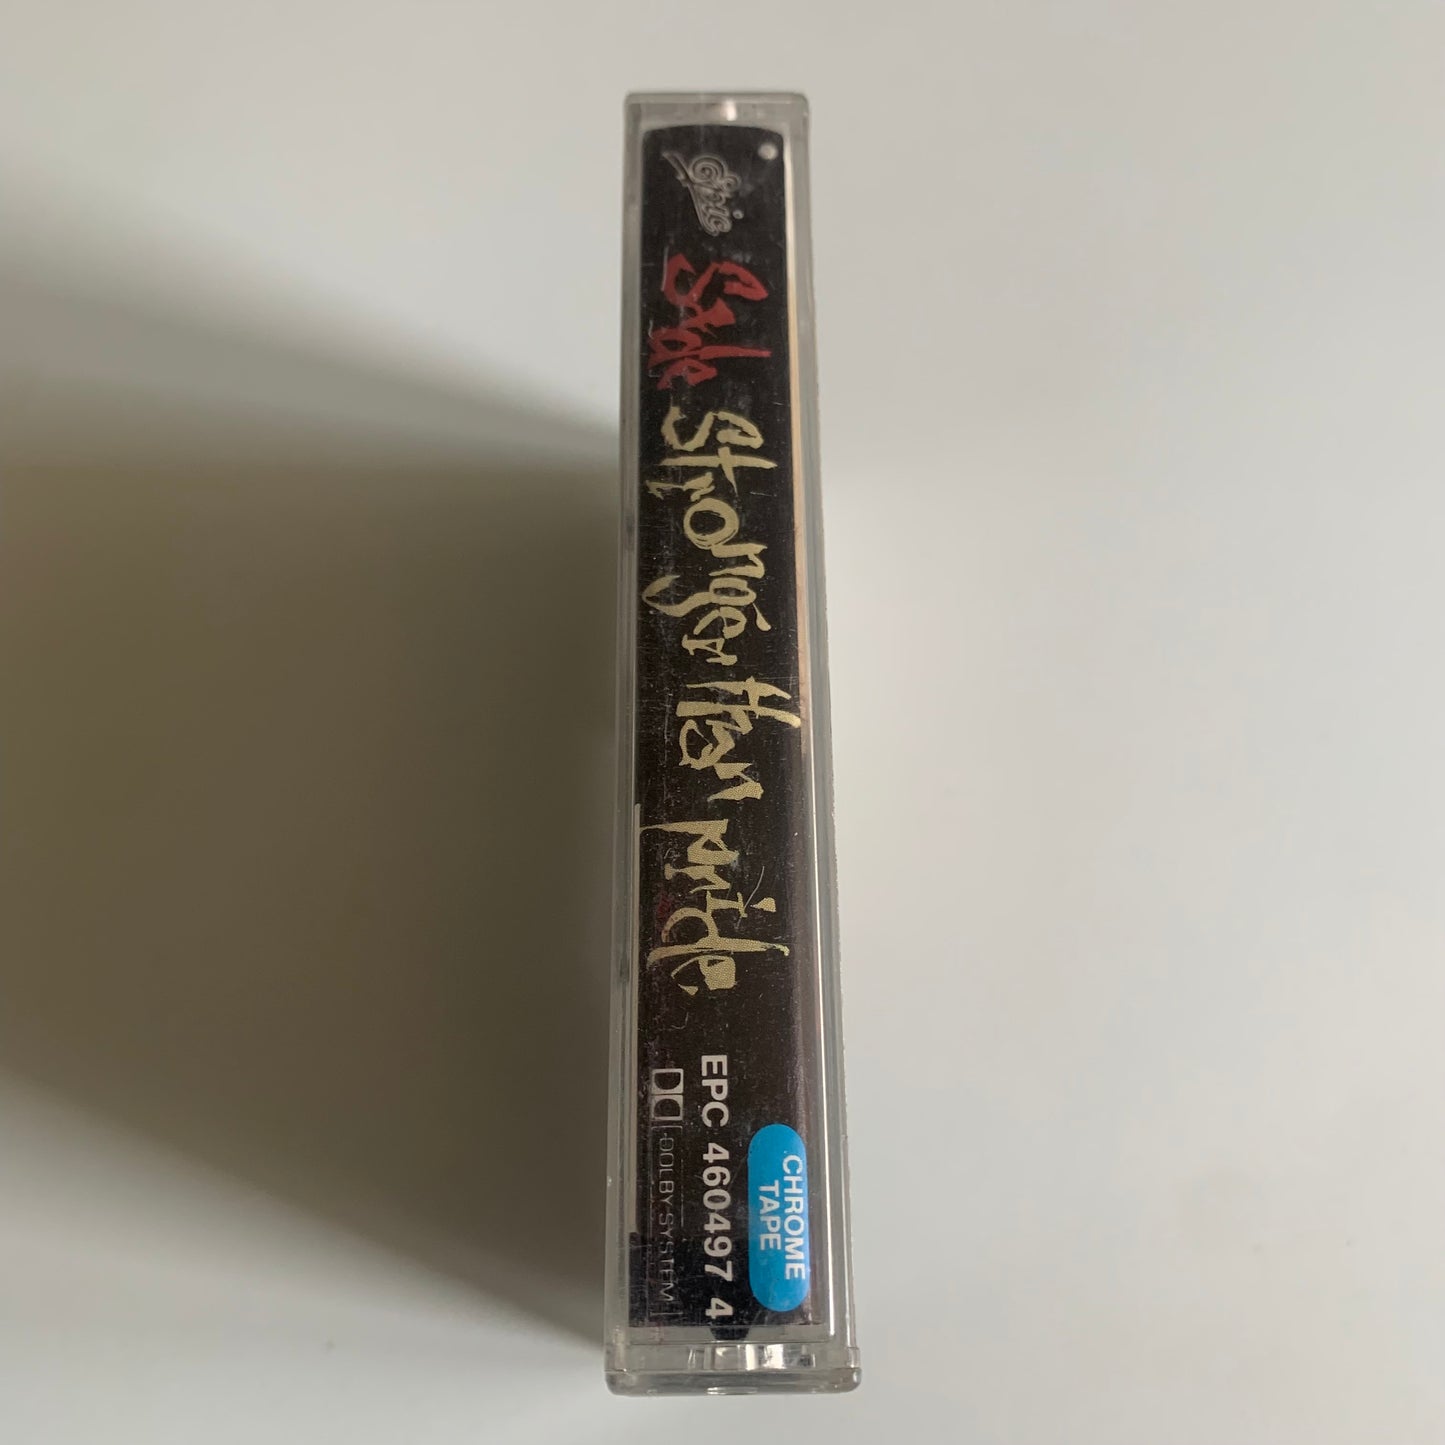 Epic
Sade
Stronger than pride.
EPC 460497 4
DOLBY SYSTEM
CHROME
TAPE